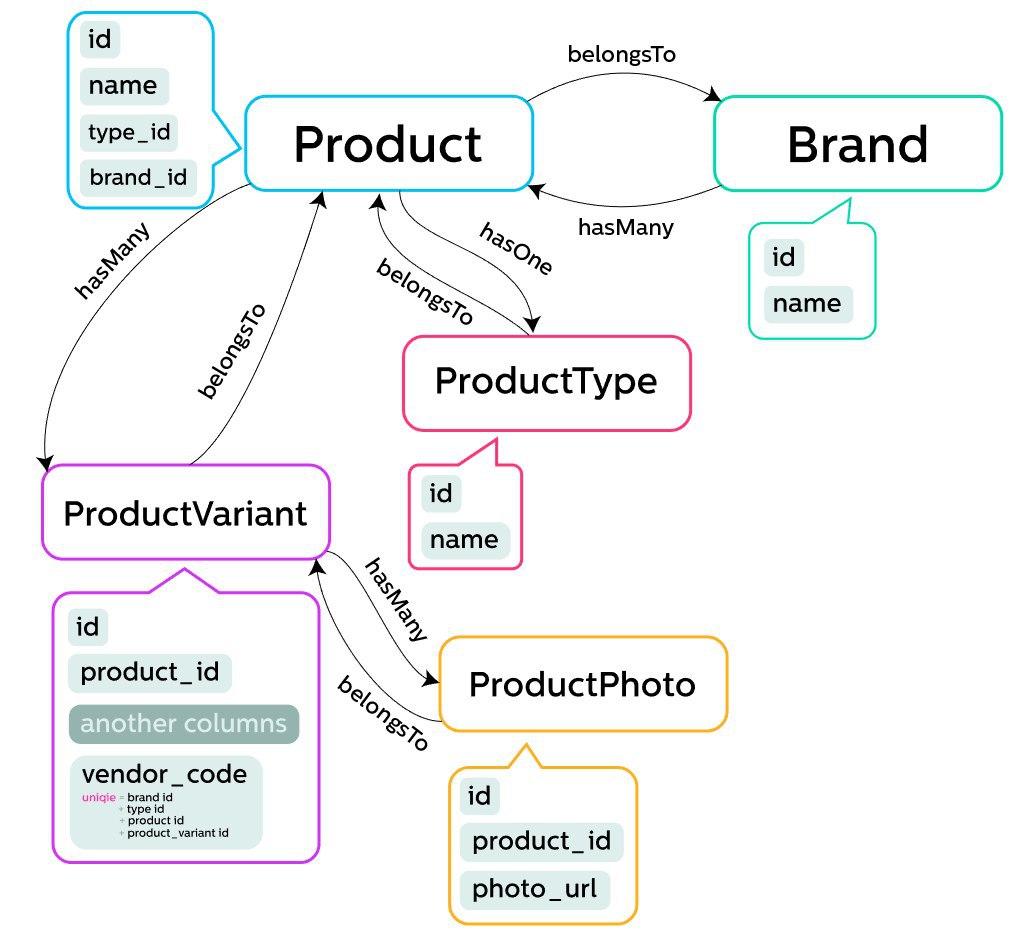 id
name
type_id
brand_id
Product
belongsTo
Brand
hasMany
id
name
hasMany
belongsTo
hasOne
belongsTo
ProductType
id
name
ProductVariant
id
product_id
another columns
vendor_code
uniqie = brand id
+ type id
+ product id
+ product_variant id
hasMany
belongsTo
ProductPhoto
id
product_id
photo_url